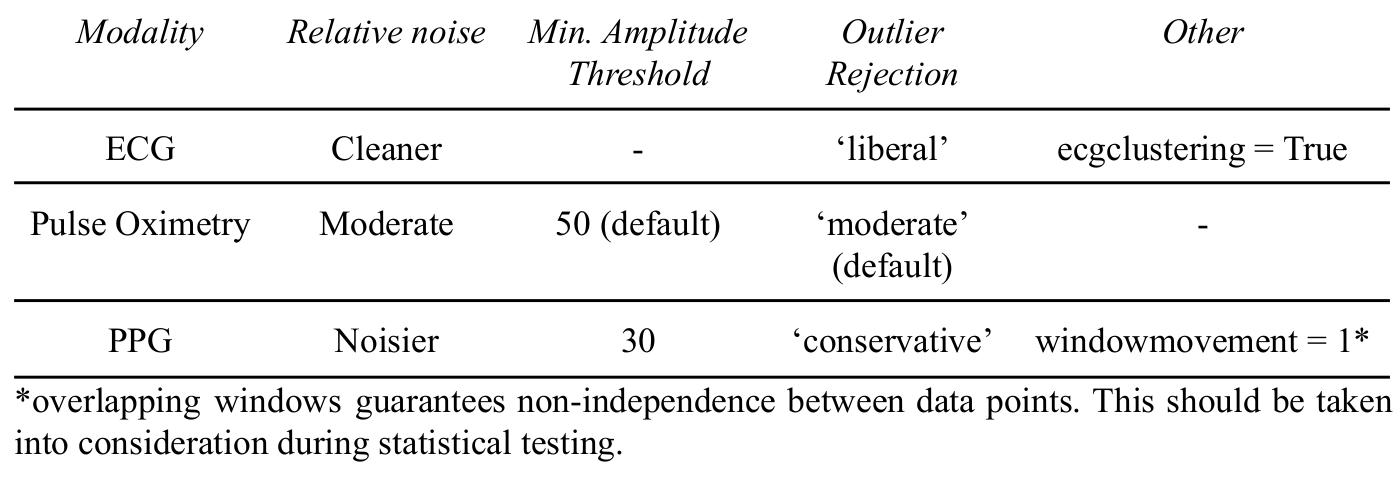 Modality Relative noise Min. Amplitude Threshold Outlier Rejection Other
ECG Cleaner - ‘liberal’ ecgclustering = True
Pulse Oximetry Moderate 50 (default) ‘moderate’ (default) -
PPG Noisier 30 ‘conservative’ windowmovement = 1*
*overlapping windows guarantees non-independence between data points. This should be taken
into consideration during statistical testing.